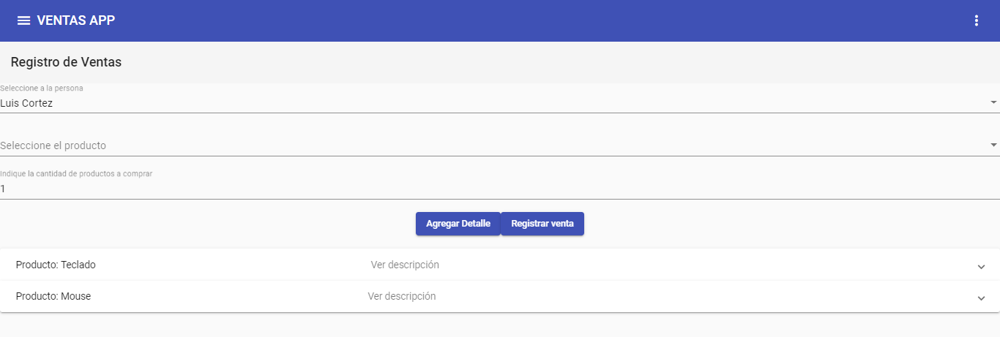 VENTAS APP
Registro de Ventas
Seleccione a la persona
Luis Cortez
Seleccione el producto
Indique la cantidad de productos a comprar
1
Agregar Detalle Registrar venta
Producto: Teclado Ver descripción
Producto: Mouse Ver descripción